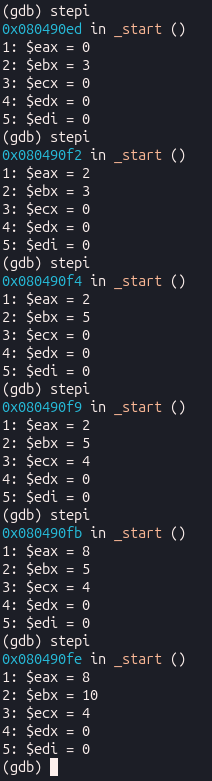 (gdb) stepi
0x080490ed in _start ()
1: $eax = 0
2: $ebx = 3
3: $ecx = 0
4: $edx = 0
5: $edi = 0
(gdb) stepi
0x080490f2 in _start ()
1: $eax = 2
2: $ebx = 3
3: $ecx = 0
4: $edx = 0
5: $edi = 0
(gdb) stepi
0x080490f4 in _start ()
1: $eax = 2
2: $ebx = 5
3: $ecx = 0
4: $edx = 0
5: $edi = 0
(gdb) stepi
0x080490f9 in _start ()
1: $eax = 2
2: $ebx = 5
3: $ecx = 4
4: $edx = 0
5: $edi = 0
(gdb) stepi
0x080490fb in _start ()
1: $eax = 8
2: $ebx = 5
3: $ecx = 4
4: $edx = 0
5: $edi = 0
(gdb) stepi
0x080490fe in _start ()
1: $eax = 8
2: $ebx = 10
3: $ecx = 4
4: $edx = 0
5: $edi = 0
(gdb)